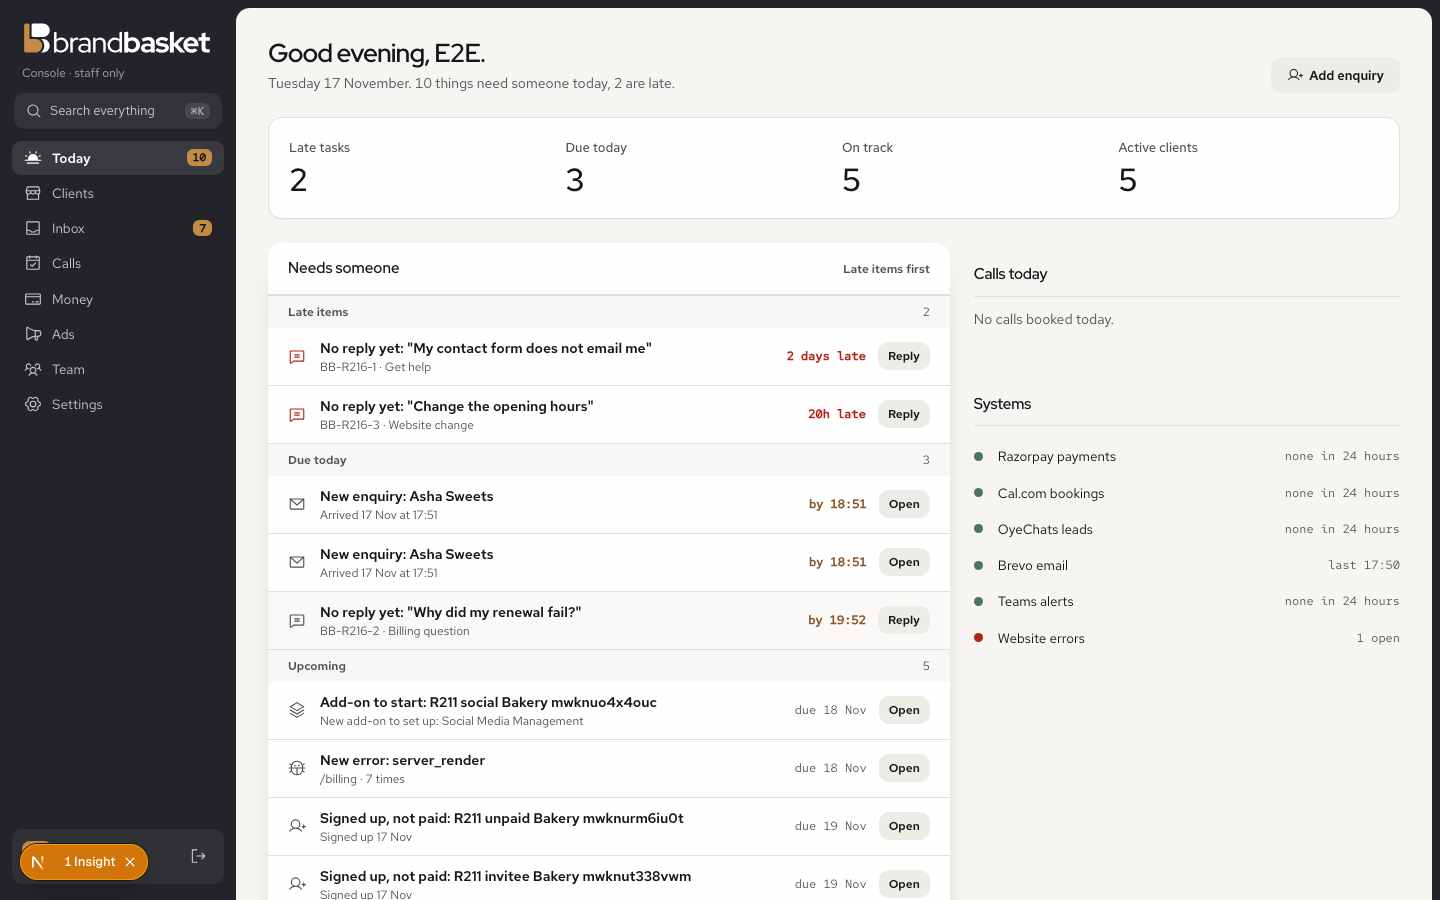 brandbasket
Console · staff only
Search everything ⌘K
Today 10
Clients
Inbox 7
Calls
Money
Ads
Team
Settings
N 1 Insight
Good evening, E2E.
Tuesday 17 November. 10 things need someone today, 2 are late.
Add enquiry
Late tasks
2
Due today
3
On track
5
Active clients
5
Needs someone
Late items first
Late items 2
No reply yet: "My contact form does not email me"
BB-R216-1 · Get help
2 days late Reply
No reply yet: "Change the opening hours"
BB-R216-3 · Website change
20h late Reply
Due today 3
New enquiry: Asha Sweets
Arrived 17 Nov at 17:51
by 18:51 Open
New enquiry: Asha Sweets
Arrived 17 Nov at 17:51
by 18:51 Open
No reply yet: "Why did my renewal fail?"
BB-R216-2 · Billing question
by 19:52 Reply
Upcoming 5
Add-on to start: R211 social Bakery mwknuo4x4ouc
New add-on to set up: Social Media Management
due 18 Nov Open
New error: server_render
/billing · 7 times
due 18 Nov Open
Signed up, not paid: R211 unpaid Bakery mwknurm6iu0t
Signed up 17 Nov
due 19 Nov Open
Signed up, not paid: R211 invitee Bakery mwknut338vwm
Signed up 17 Nov
due 19 Nov Open
Calls today
No calls booked today.
Systems
Razorpay payments none in 24 hours
Cal.com bookings none in 24 hours
OyeChats leads none in 24 hours
Brevo email last 17:50
Teams alerts none in 24 hours
Website errors 1 open